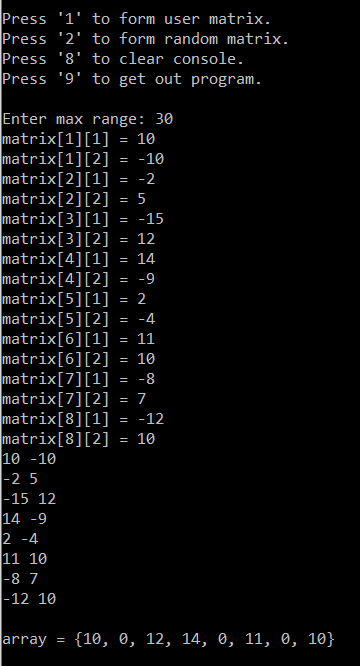 Press '1' to form user matrix.
Press '2' to form random matrix.
Press '8' to clear console.
Press '9' to get out program.
Enter max range: 30
matrix[1][1] = 10
matrix[1][2] = -10
matrix[2][1] = -2
matrix[2][2] = 5
matrix[3][1] = -15
matrix[3][2] = 12
matrix[4][1] = 14
matrix[4][2] = -9
matrix[5][1] = 2
matrix[5][2] = -4
matrix[6][1] = 11
matrix[6][2] = 10
matrix[7][1] = -8
matrix[7][2] = 7
matrix[8][1] = -12
matrix[8][2] = 10
10 -10
-2 5
-15 12
14 -9
2 -4
11 10
-8 7
-12 10
array = {10, 0, 12, 14, 0, 11, 0, 10}